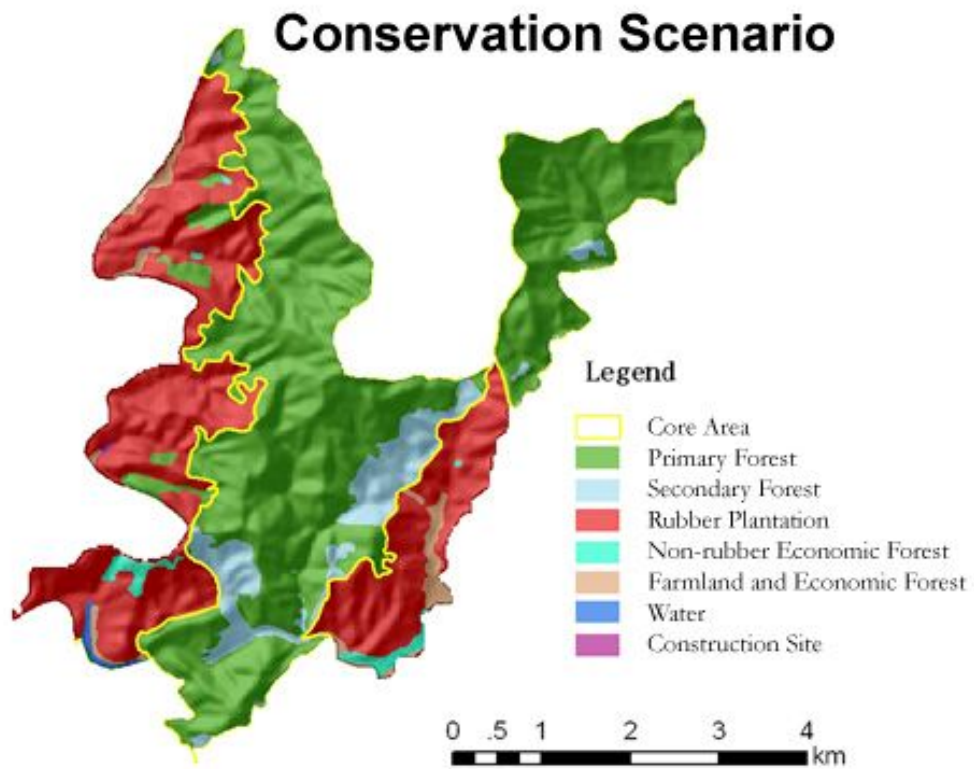 Conservation Scenario
Legend
Core Area
Primary Forest
Secondary Forest
Rubber Plantation
Non-rubber Economic Forest
Farmland and Economic Forest
Water
Construction Site
0 .5 1 2 3 4
km